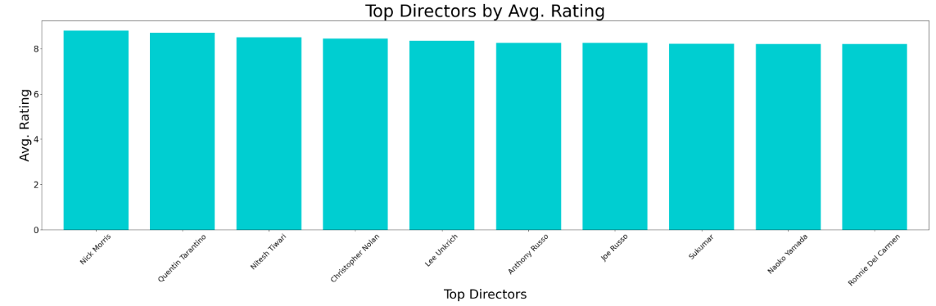 Top Directors by Avg. Rating
Avg. Rating
8
6
4
2
0
Nick Morris
Quentin Tarantino
Nitesh Tiwari
Christopher Nolan
Lee Unkrich
Anthony Russo
Joe Russo
Sukumar
Naoko Yamada
Ronnie Del Carmen
Top Directors